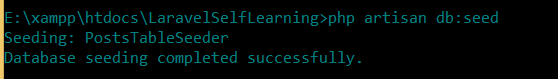 E:\xampp\htdocs\LaravelSelfLearning>php artisan db:seed
Seeding: PostsTableSeeder
Database seeding completed successfully.